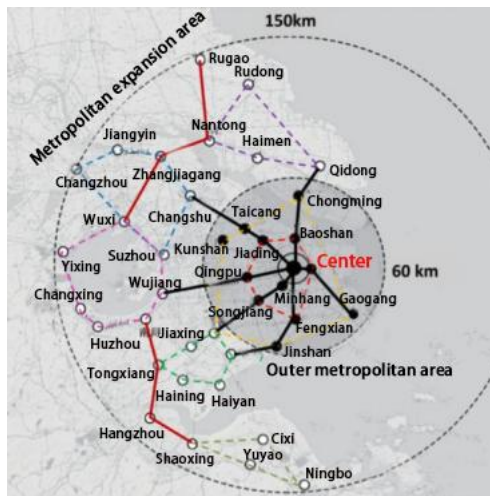 150km
Metropolitan expansion area
Rugao
Rudong
Jiangyin
Nantong
Haimen
Zhangjiagang
Changzhou
Qidong
Chongming
Changshu
Taicang
Wuxi
Baoshan
Kunshan
Jiading
Suzhou
Center
Yixing
Qingpu
60 km
Wujiang
Changxing
Minhang
Gaogang
Songjiang
Fengxian
Huzhou
Jiaxing
Jinshan
Tongxiang
Outer metropolitan area
Haining
Haiyan
Hangzhou
Cixi
Shaoxing
Yuyao
Ningbo